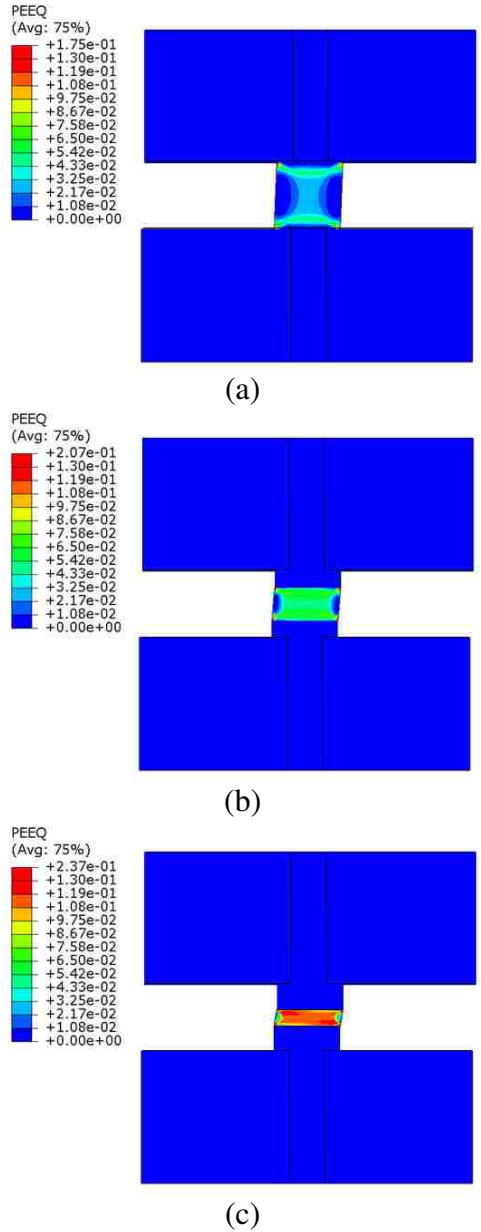 PEEQ
(Avg: 75%)
+1.75e-01
+1.30e-01
+1.19e-01
+1.08e-01
+9.75e-02
+8.67e-02
+7.58e-02
+6.50e-02
+5.42e-02
+4.33e-02
+3.25e-02
+2.17e-02
+1.08e-02
+0.00e+00
(a)
PEEQ
(Avg: 75%)
+2.07e-01
+1.30e-01
+1.19e-01
+1.08e-01
+9.75e-02
+8.67e-02
+7.58e-02
+6.50e-02
+5.42e-02
+4.33e-02
+3.25e-02
+2.17e-02
+1.08e-02
+0.00e+00
(b)
PEEQ
(Avg: 75%)
+2.37e-01
+1.30e-01
+1.19e-01
+1.08e-01
+9.75e-02
+8.67e-02
+7.58e-02
+6.50e-02
+5.42e-02
+4.33e-02
+3.25e-02
+2.17e-02
+1.08e-02
+0.00e+00
(c)